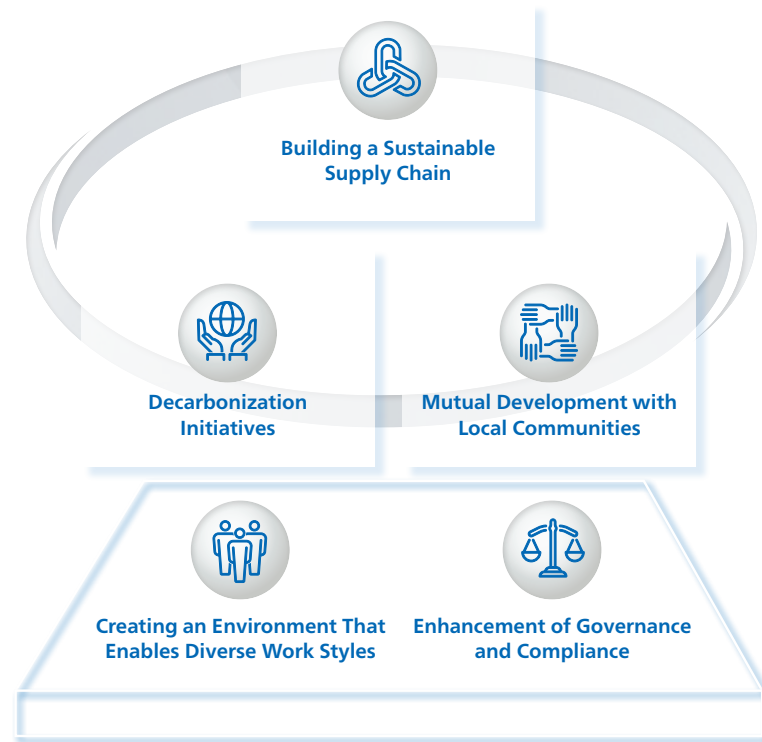 Building a Sustainable
Supply Chain
Decarbonization
Initiatives
Mutual Development with
Local Communities
Creating an Environment That
Enables Diverse Work Styles
Enhancement of Governance
and Compliance